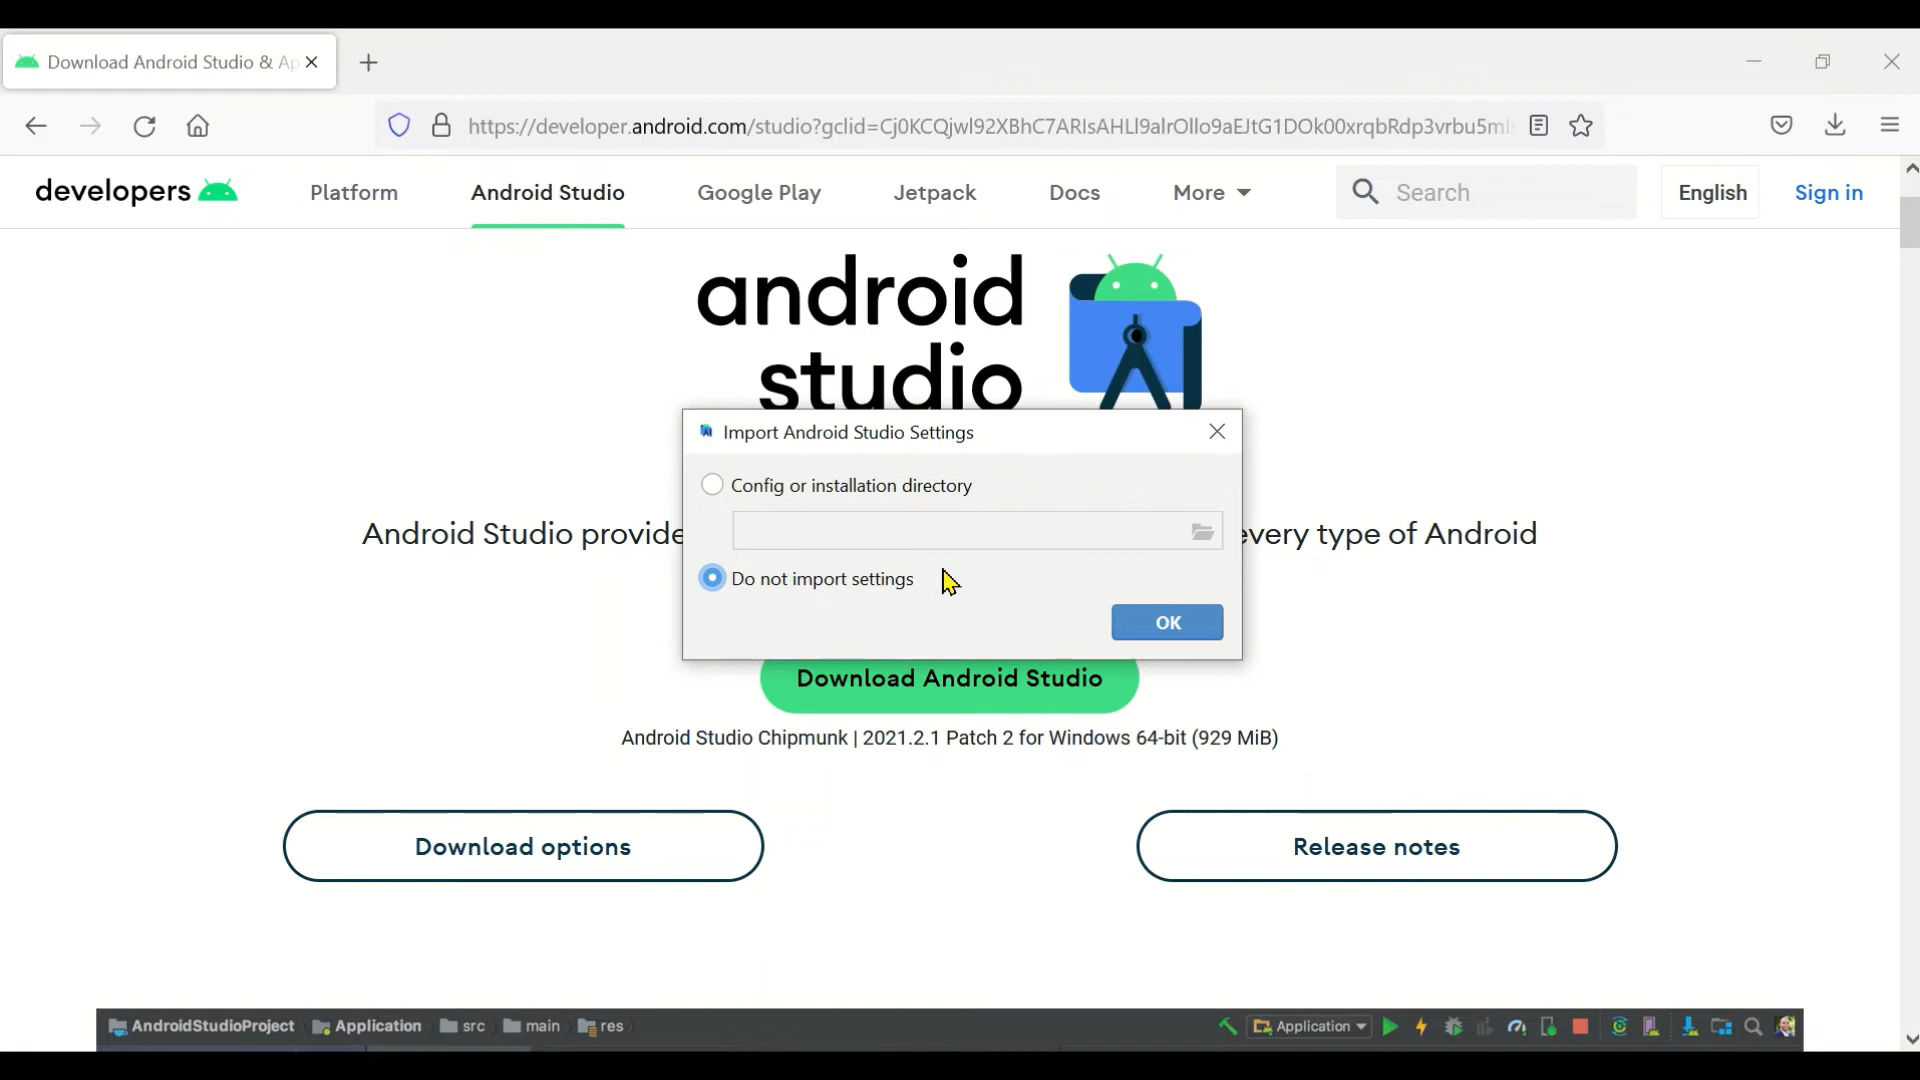 Download Android Studio & Ap
https://developer.android.com/studio?gclid=Cj0KCQjwl92XBhC7ARIsAHLl9alrOllo9aEJtG1DOk00xrqbRdp3vrbu5ml
developers Platform Android Studio Google Play Jetpack Docs More Search English Sign in
android
studio
Import Android Studio Settings
Config or installation directory
Android Studio provide every type of Android
Do not import settings
OK
Download Android Studio
Android Studio Chipmunk | 2021.2.1 Patch 2 for Windows 64-bit (929 MiB)
Download options Release notes
AndroidStudioProject Application src main res Application